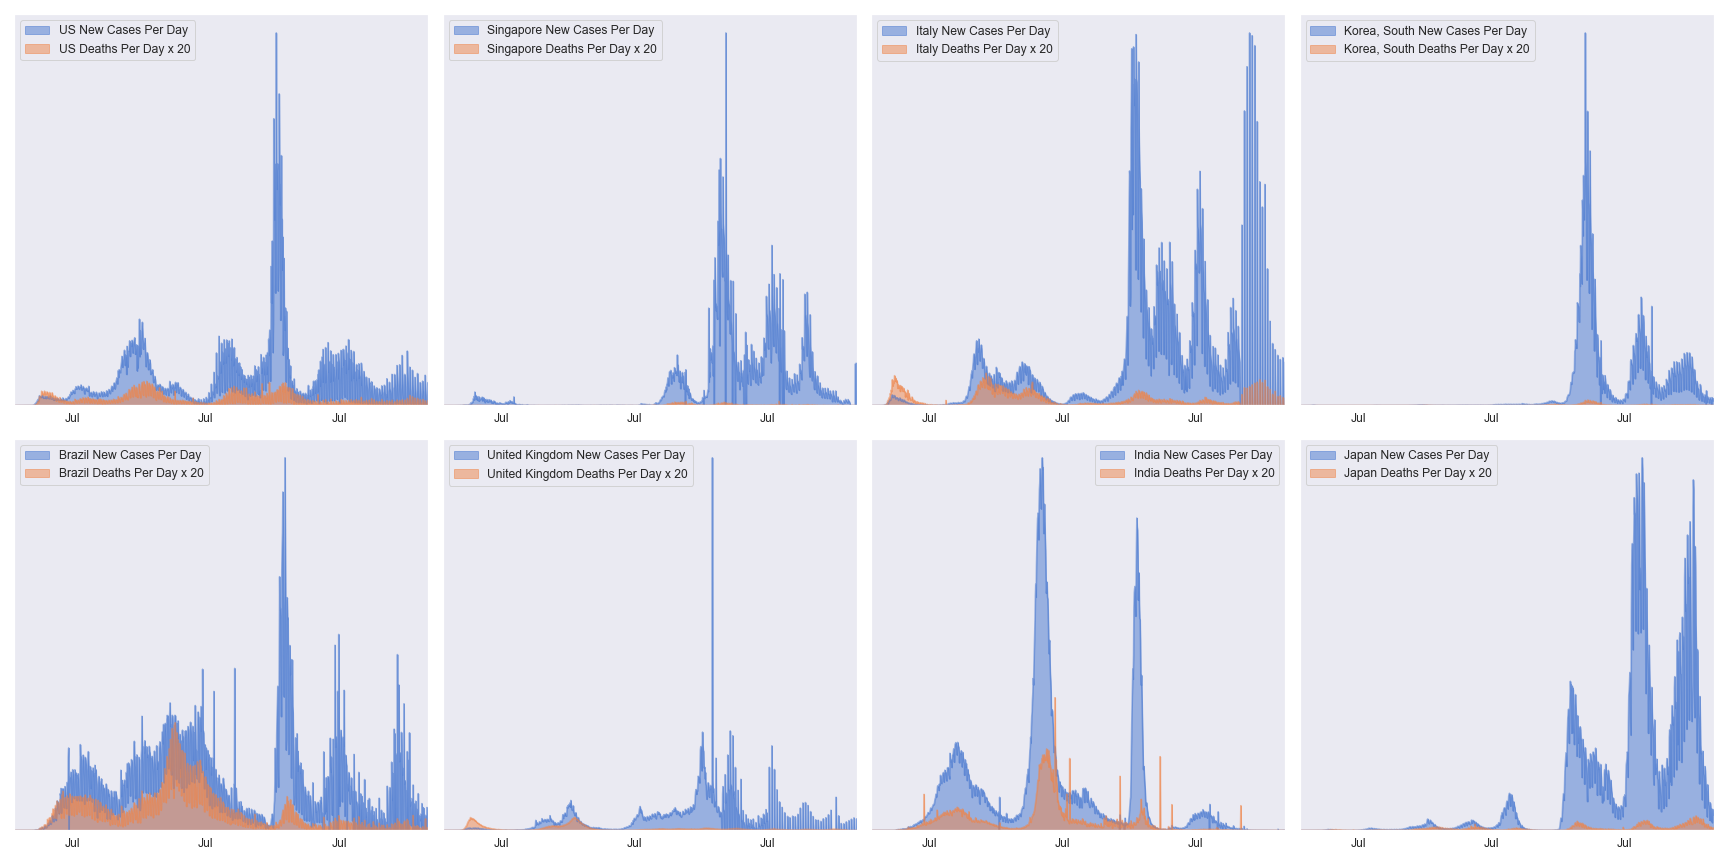 US New Cases Per Day
US Deaths Per Day x 20
Jul Jul Jul
Singapore New Cases Per Day
Singapore Deaths Per Day x 20
Jul Jul Jul
Italy New Cases Per Day
Italy Deaths Per Day x 20
Jul Jul Jul
Korea, South New Cases Per Day
Korea, South Deaths Per Day x 20
Jul Jul Jul
Brazil New Cases Per Day
Brazil Deaths Per Day x 20
Jul Jul Jul
United Kingdom New Cases Per Day
United Kingdom Deaths Per Day x 20
Jul Jul Jul
India New Cases Per Day
India Deaths Per Day x 20
Jul Jul Jul
Japan New Cases Per Day
Japan Deaths Per Day x 20
Jul Jul Jul